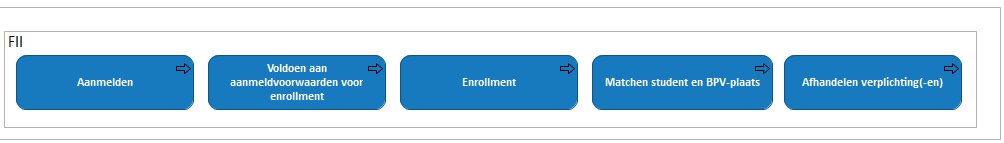 FII
Aanmelden
Voldoen aan
aanmeldvoorwaarden voor
enrollment
Enrollment
Matchen student en BPV-plaats
Afhandelen verplichting(-en)